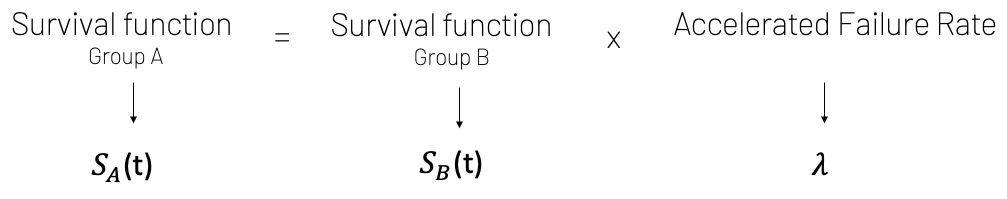 Survival function = Survival function x Accelerated Failure Rate
Group A Group B
S_A(t) S_B(t) λ